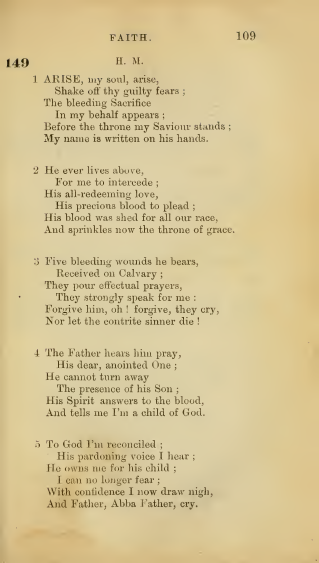 FAITH. 109
149 H. M.
1 ARISE, my soul, arise,
Shake off thy guilty fears ;
The bleeding Sacrifice
In my behalf appears ;
Before the throne my Saviour stands ;
My name is written on his hands.
2 He ever lives above,
For me to intercede ;
His all-redeeming love,
His precious blood to plead ;
His blood was shed for all our race,
And sprinkles now the throne of grace.
3 Five bleeding wounds he bears,
Received on Calvary ;
They pour effectual prayers,
They strongly speak for me :
Forgive him, oh ! forgive, they cry,
Nor let the contrite sinner die !
4 The Father hears him pray,
His dear, anointed One ;
He cannot turn away
The presence of his Son ;
His Spirit answers to the blood,
And tells me I'm a child of God.
5 To God I'm reconciled ;
His pardoning voice I hear ;
He owns me for his child ;
I can no longer fear ;
With confidence I now draw nigh,
And Father, Abba Father, cry.